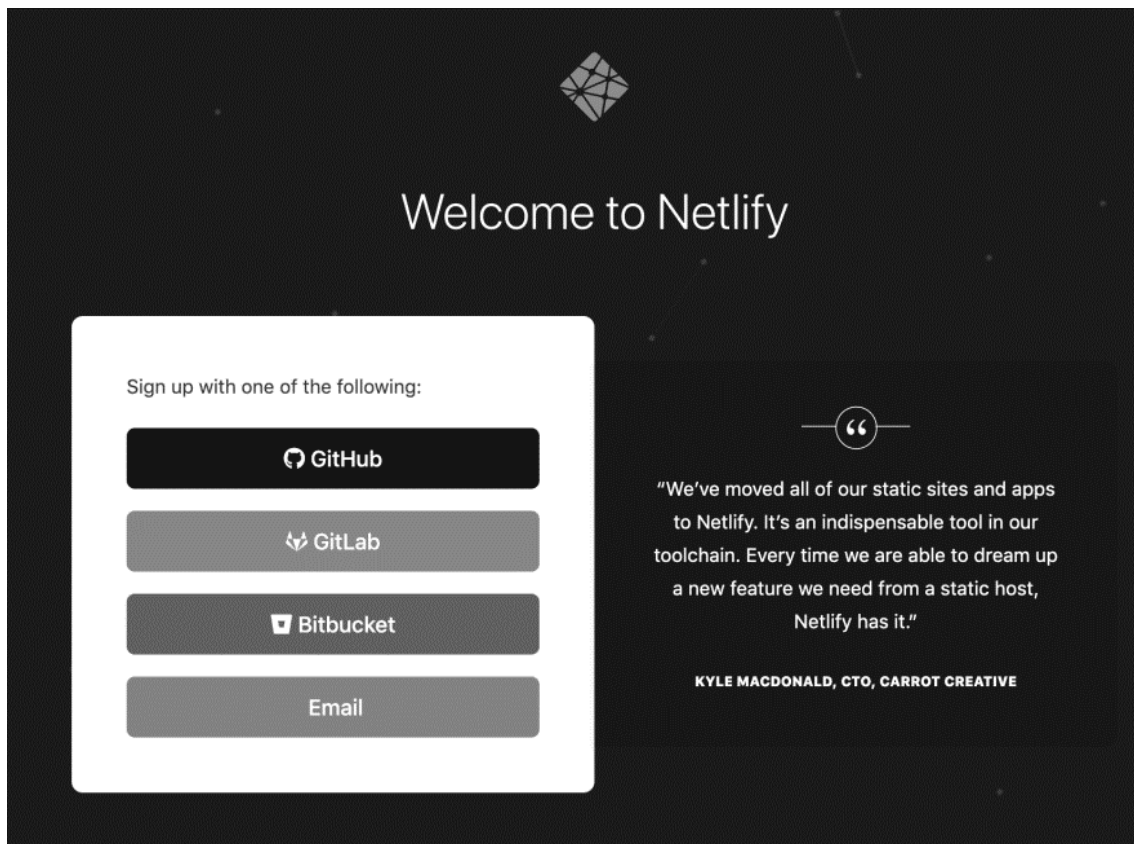 Welcome to Netlify
Sign up with one of the following:
GitHub
GitLab
Bitbucket
Email
“
“We’ve moved all of our static sites and apps
to Netlify. It’s an indispensable tool in our
toolchain. Every time we are able to dream up
a new feature we need from a static host,
Netlify has it.”
KYLE MACDONALD, CTO, CARROT CREATIVE